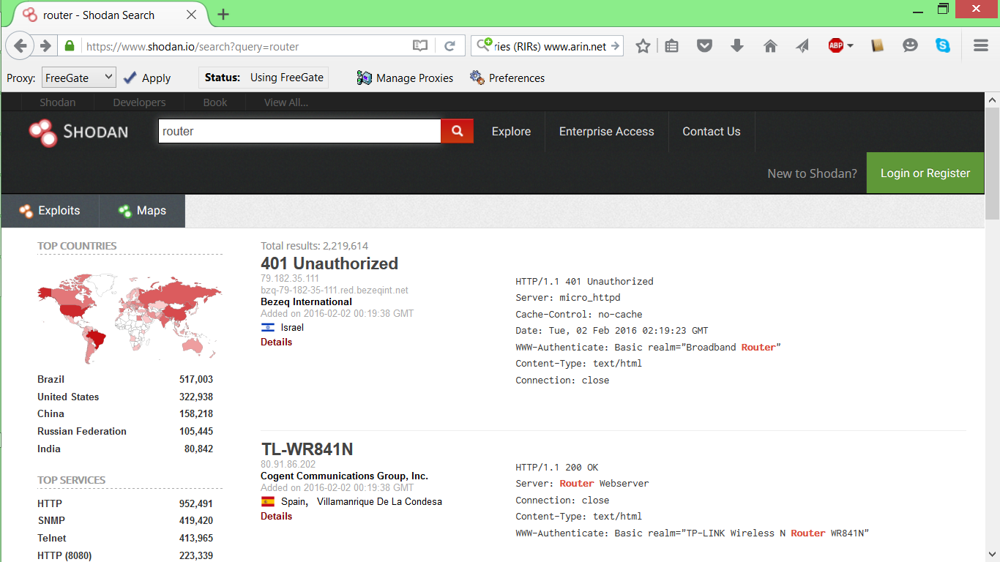 router - Shodan Search
https://www.shodan.io/search?query=router
ries (RIRs) www.arin.net
ABP
Proxy: FreeGate Apply Status: Using FreeGate Manage Proxies Preferences
Shodan Developers Book View All...
SHODAN router Explore Enterprise Access Contact Us
New to Shodan? Login or Register
Exploits Maps
TOP COUNTRIES
Brazil 517,003
United States 322,938
China 158,218
Russian Federation 105,445
India 80,842
TOP SERVICES
HTTP 952,491
SNMP 419,420
Telnet 413,965
HTTP (8080) 223,339
Total results: 2,219,614
401 Unauthorized
79.182.35.111
bzq-79-182-35-111.red.bezeqint.net
Bezeq International
Added on 2016-02-02 00:19:38 GMT
Israel
Details
HTTP/1.1 401 Unauthorized
Server: micro_httpd
Cache-Control: no-cache
Date: Tue, 02 Feb 2016 02:19:23 GMT
WWW-Authenticate: Basic realm="Broadband Router"
Content-Type: text/html
Connection: close
TL-WR841N
80.91.86.202
Cogent Communications Group, Inc.
Added on 2016-02-02 00:19:38 GMT
Spain, Villamanrique De La Condesa
Details
HTTP/1.1 200 OK
Server: Router Webserver
Connection: close
Content-Type: text/html
WWW-Authenticate: Basic realm="TP-LINK Wireless N Router WR841N"